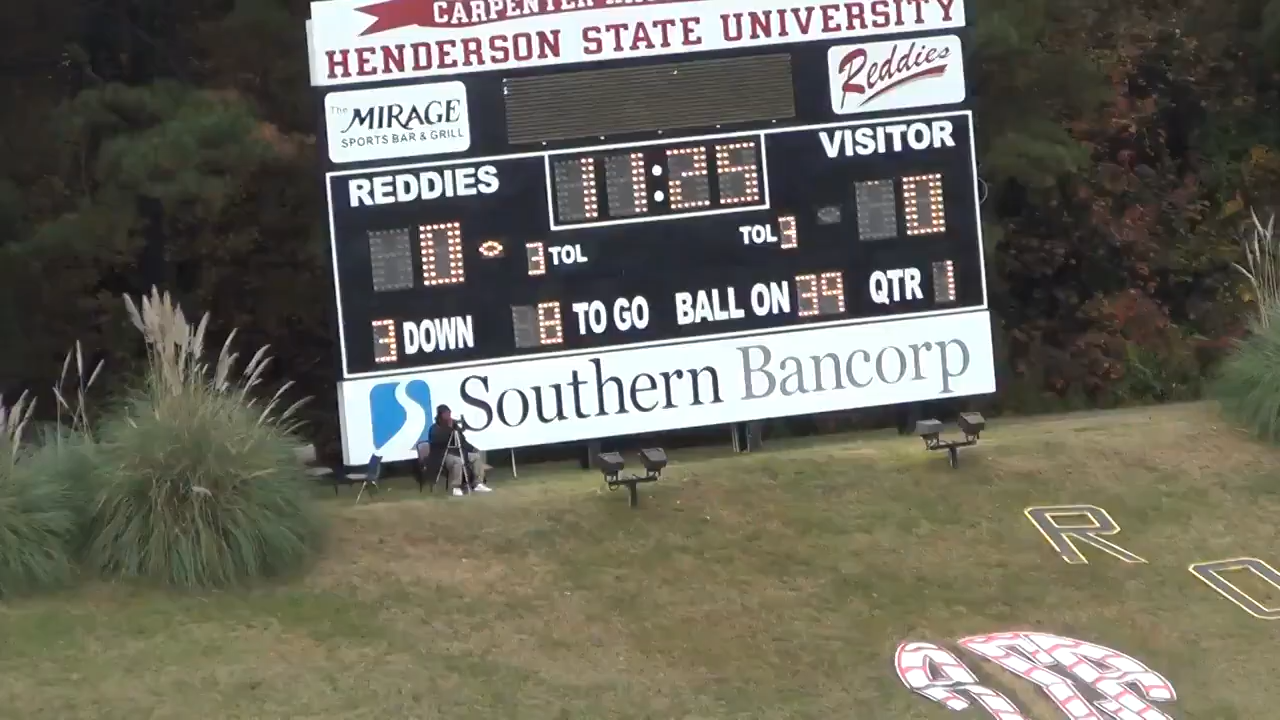 CARPENTER
HENDERSON STATE UNIVERSITY
The MIRAGE
SPORTS BAR & GRILL
Reddies
REDDIES 11:25 VISITOR
0 3 TOL TOL 3 0
3 DOWN 8 TO GO BALL ON 39 QTR 1
Southern Bancorp
R
O